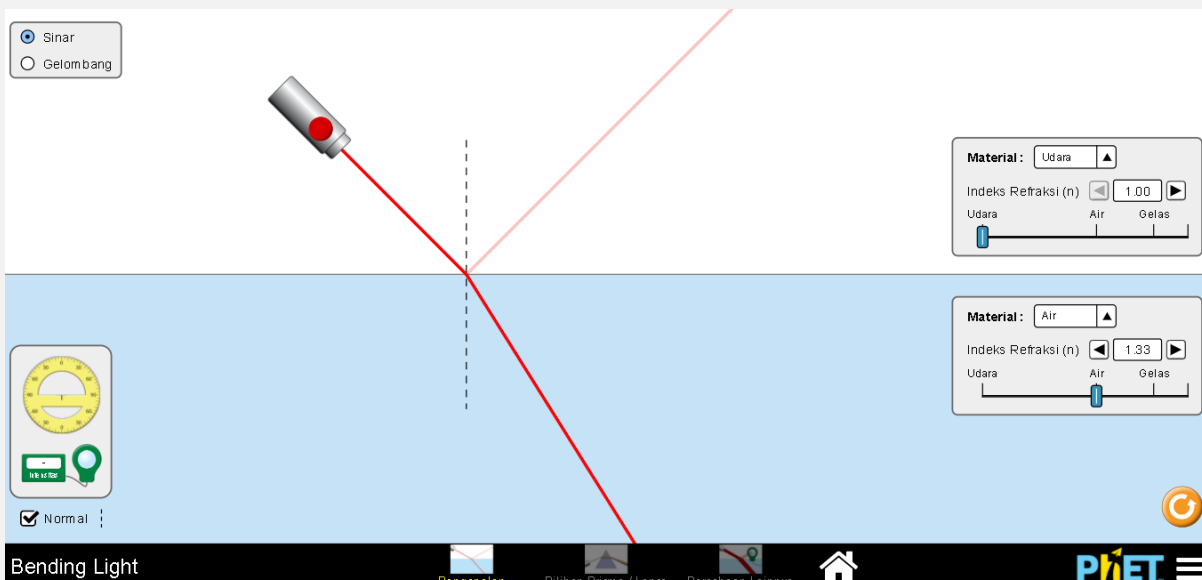 Sinar
Gelombang
Material : Udara
Indeks Refraksi (n) 1.00
Udara Air Gelas
Material : Air
Indeks Refraksi (n) 1.33
Udara Air Gelas
Normal
Bending Light
PhET